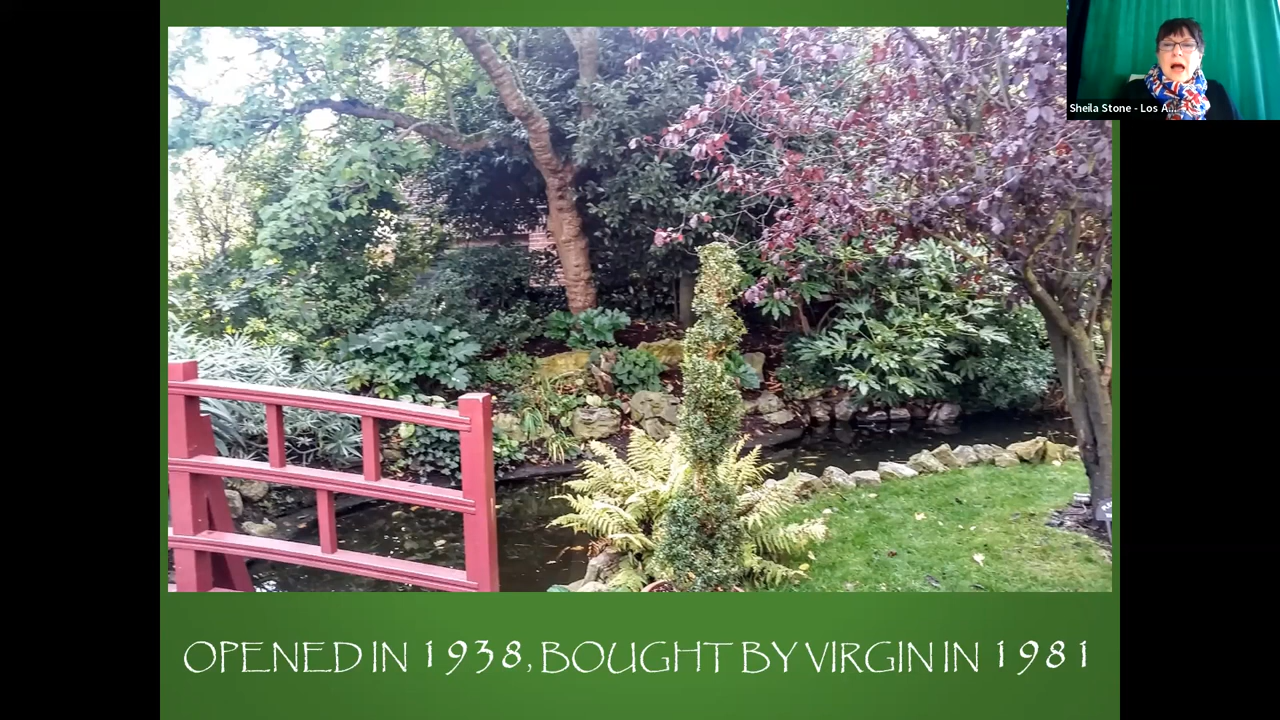 Sheila Stone - Los A...
OPENED IN 1938, BOUGHT BY VIRGIN IN 1981